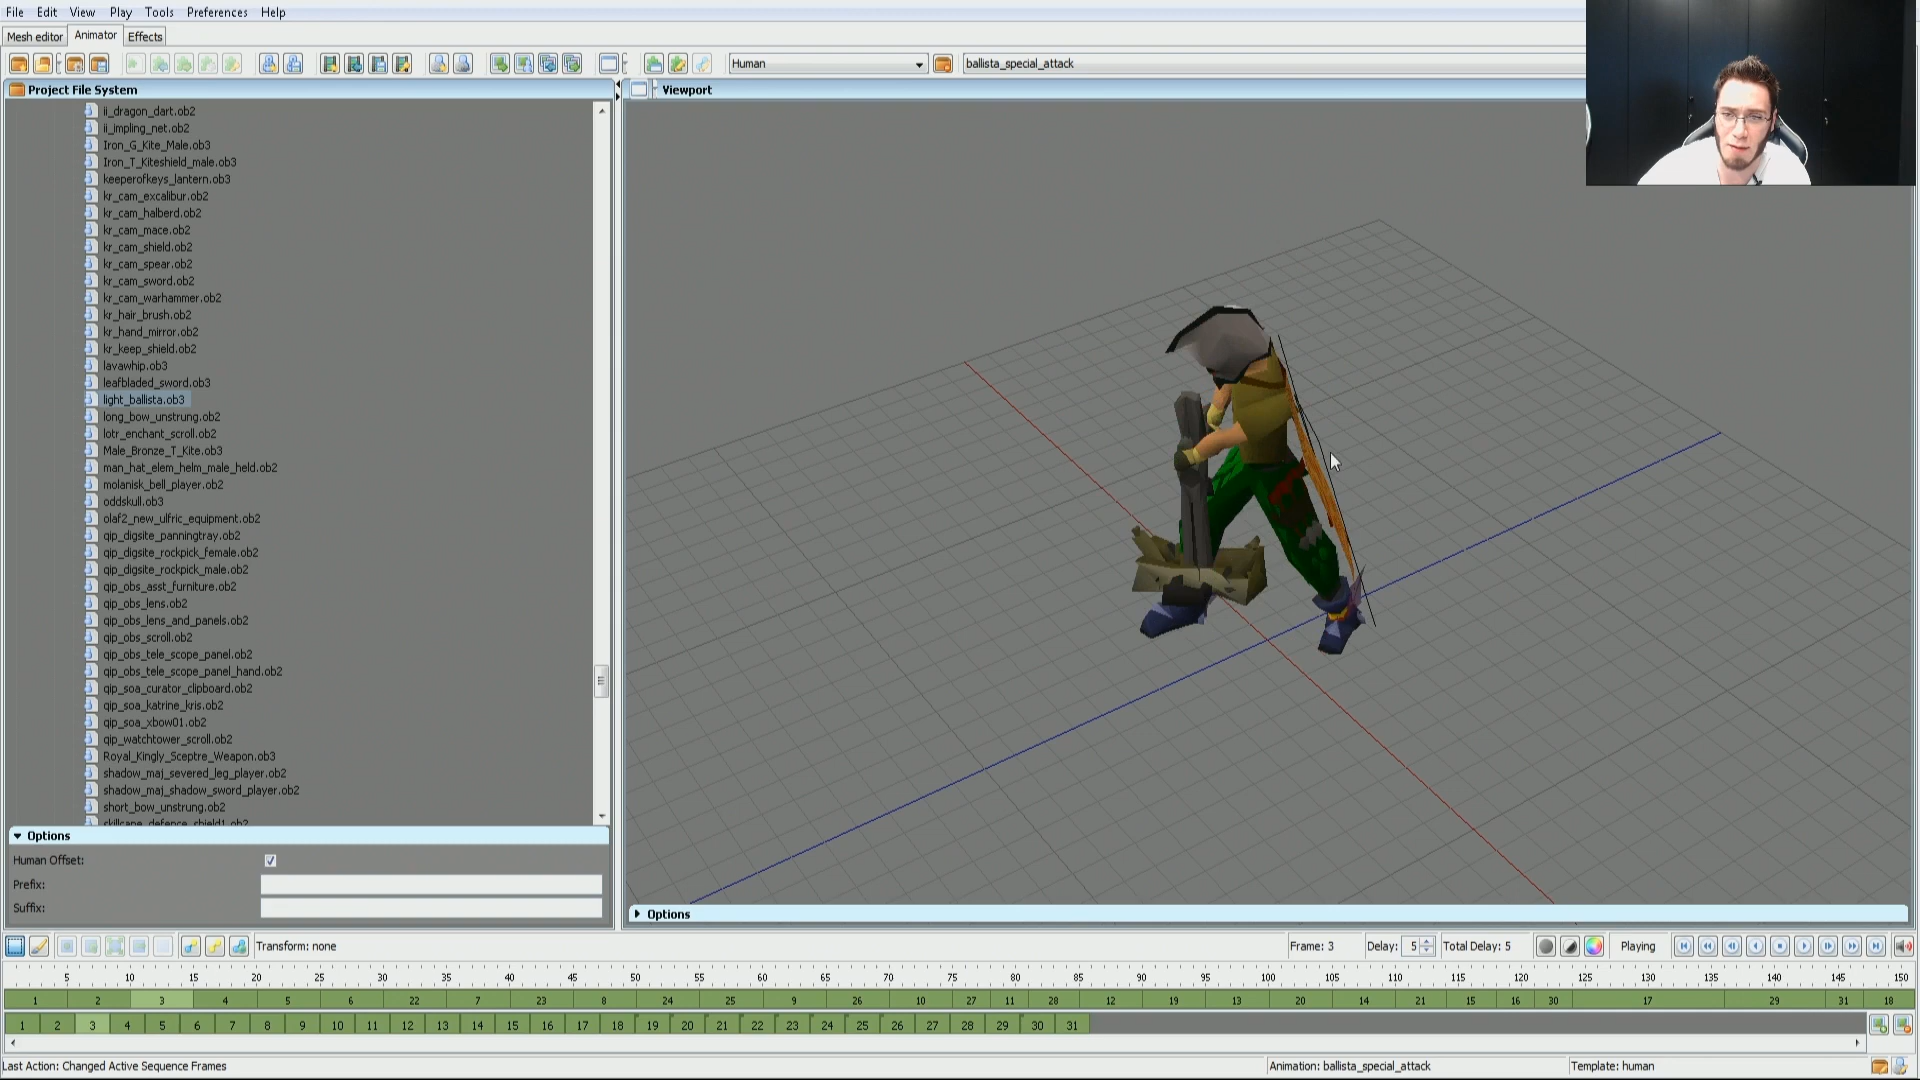 File Edit View Play Tools Preferences Help
Mesh editor Animator Effects
Human ballista_special_attack
Project File System
Viewport
ii_dragon_dart.ob2
ii_impling_net.ob2
Iron_G_Kite_Male.ob3
Iron_T_Kiteshield_male.ob3
keeperofkeys_lantern.ob3
kr_cam_excalibur.ob2
kr_cam_halberd.ob2
kr_cam_mace.ob2
kr_cam_shield.ob2
kr_cam_spear.ob2
kr_cam_sword.ob2
kr_cam_warhammer.ob2
kr_hair_brush.ob2
kr_hand_mirror.ob2
kr_keep_shield.ob2
lavawhip.ob3
leafbladed_sword.ob3
light_ballista.ob3
long_bow_unstrung.ob2
lotr_enchant_scroll.ob2
Male_Bronze_T_Kite.ob3
man_hat_elem_helm_male_held.ob2
molanisk_bell_player.ob2
oddskull.ob3
olaf2_new_ulfric_equipment.ob2
qip_digsite_panningtray.ob2
qip_digsite_rockpick_female.ob2
qip_digsite_rockpick_male.ob2
qip_obs_asst_furniture.ob2
qip_obs_lens.ob2
qip_obs_lens_and_panels.ob2
qip_obs_scroll.ob2
qip_obs_tele_scope_panel.ob2
qip_obs_tele_scope_panel_hand.ob2
qip_soa_curator_clipboard.ob2
qip_soa_katrine_kris.ob2
qip_soa_xbow01.ob2
qip_watchtower_scroll.ob2
Royal_Kingly_Sceptre_Weapon.ob3
shadow_maj_severed_leg_player.ob2
shadow_maj_shadow_sword_player.ob2
short_bow_unstrung.ob2
skillcape_defence_shield1.ob2
Options
Human Offset:
Prefix:
Suffix:
Options
Transform: none Frame: 3 Delay: 5 Total Delay: 5 Playing
5 10 15 20 25 30 35 40 45 50 55 60 65 70 75 80 85 90 95 100 105 110 115 120 125 130 135 140 145 150
1 2 3 4 5 6 22 7 23 8 24 25 9 26 10 27 11 28 12 19 13 20 14 21 15 16 30 17 29 31 18
1 2 3 4 5 6 7 8 9 10 11 12 13 14 15 16 17 18 19 20 21 22 23 24 25 26 27 28 29 30 31
Last Action: Changed Active Sequence Frames Animation: ballista_special_attack Template: human